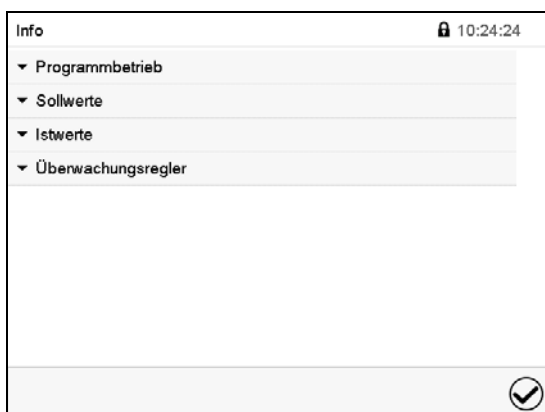 Info 10:24:24
Programmbetrieb
Sollwerte
Istwerte
Überwachungsregler